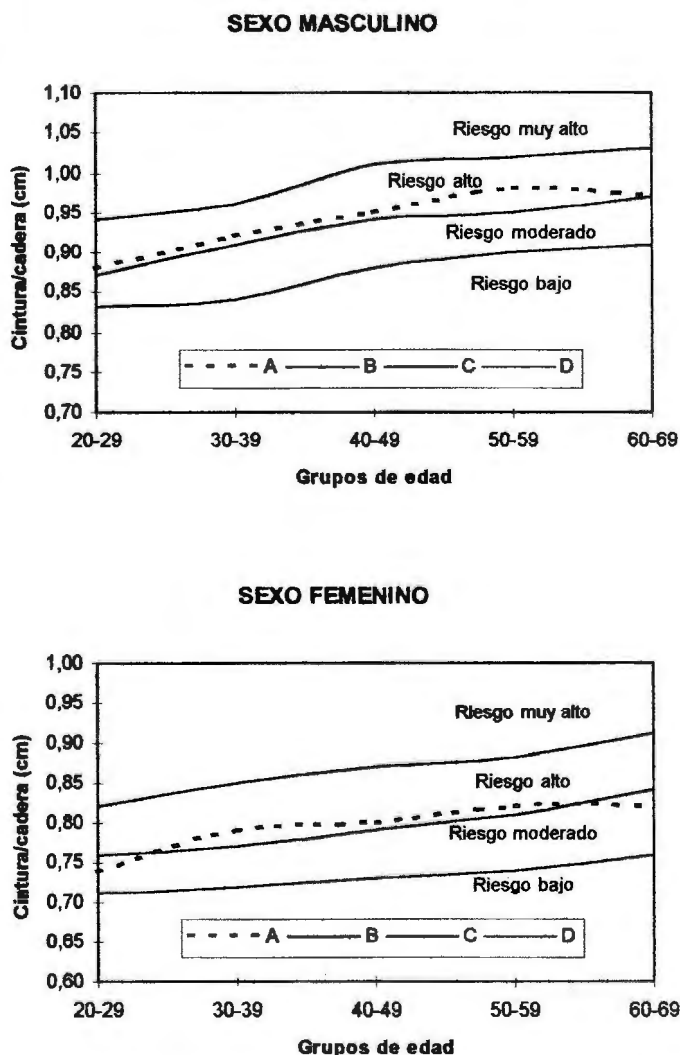 SEXO MASCULINO
1,10
1,05
1,00
0,95
0,90
0,85
0,80
0,75
0,70
Cintura/cadera (cm)
Riesgo muy alto
Riesgo alto
Riesgo moderado
Riesgo bajo
A B C D
20-29 30-39 40-49 50-59 60-69
Grupos de edad
SEXO FEMENINO
1,00
0,95
0,90
0,85
0,80
0,75
0,70
0,65
0,60
Cintura/cadera (cm)
Riesgo muy alto
Riesgo alto
Riesgo moderado
Riesgo bajo
A B C D
20-29 30-39 40-49 50-59 60-69
Grupos de edad